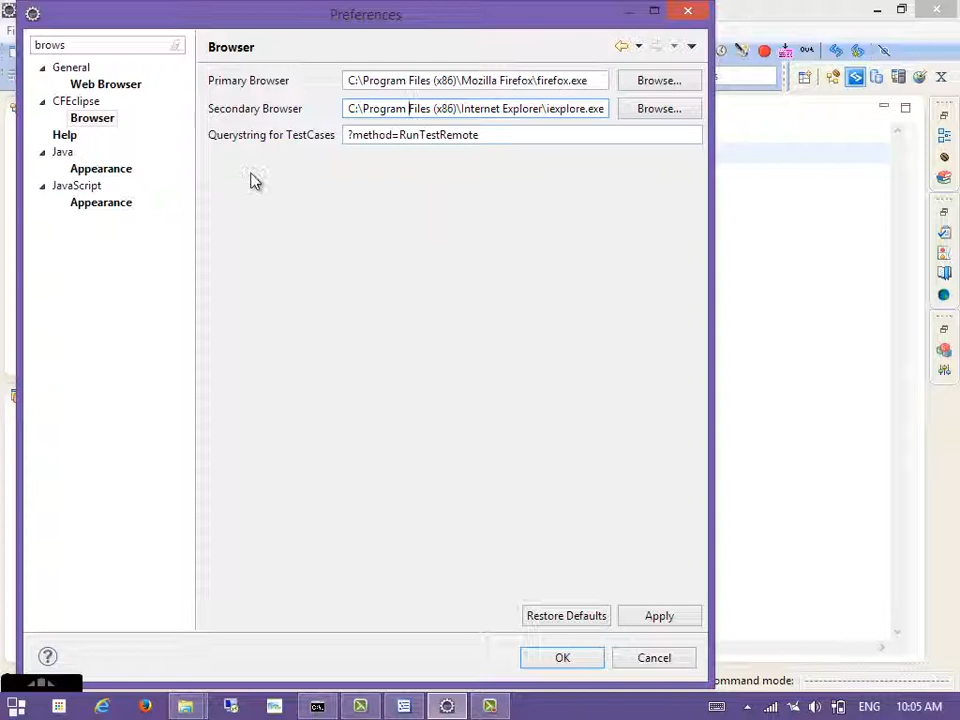 Preferences
brows
General
Web Browser
CFEclipse
Browser
Help
Java
Appearance
JavaScript
Appearance
Browser
Primary Browser
C:\Program Files (x86)\Mozilla Firefox\firefox.exe
Browse...
Secondary Browser
C:\Program Files (x86)\Internet Explorer\iexplore.exe
Browse...
Querystring for TestCases
?method=RunTestRemote
Restore Defaults
Apply
OK
Cancel
ommand mode:
ENG
10:05 AM